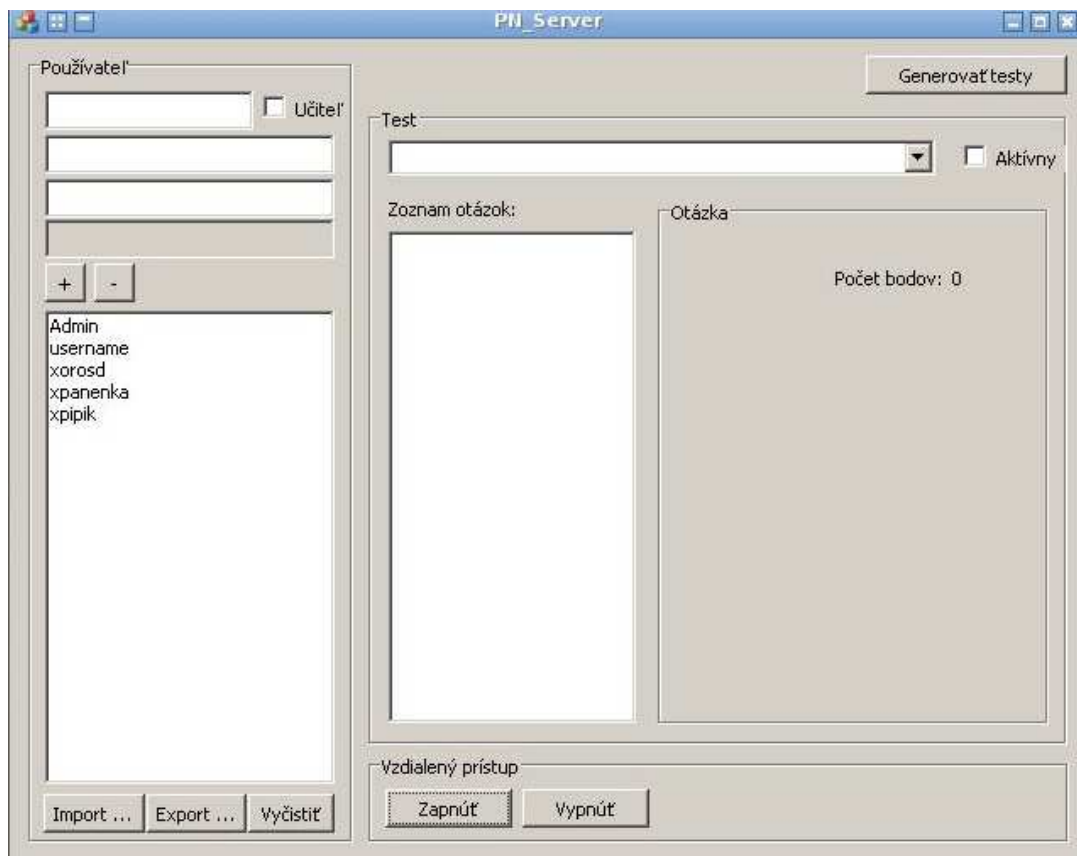 PN_Server
Používateľ
Učiteľ
+ -
Admin
username
xorosd
xpanenka
xpipik
Import ... Export ... Vyčistiť
Generovať testy
Test
Aktívny
Zoznam otázok:
Otázka
Počet bodov: 0
Vzdialený prístup
Zapnúť Vypnúť